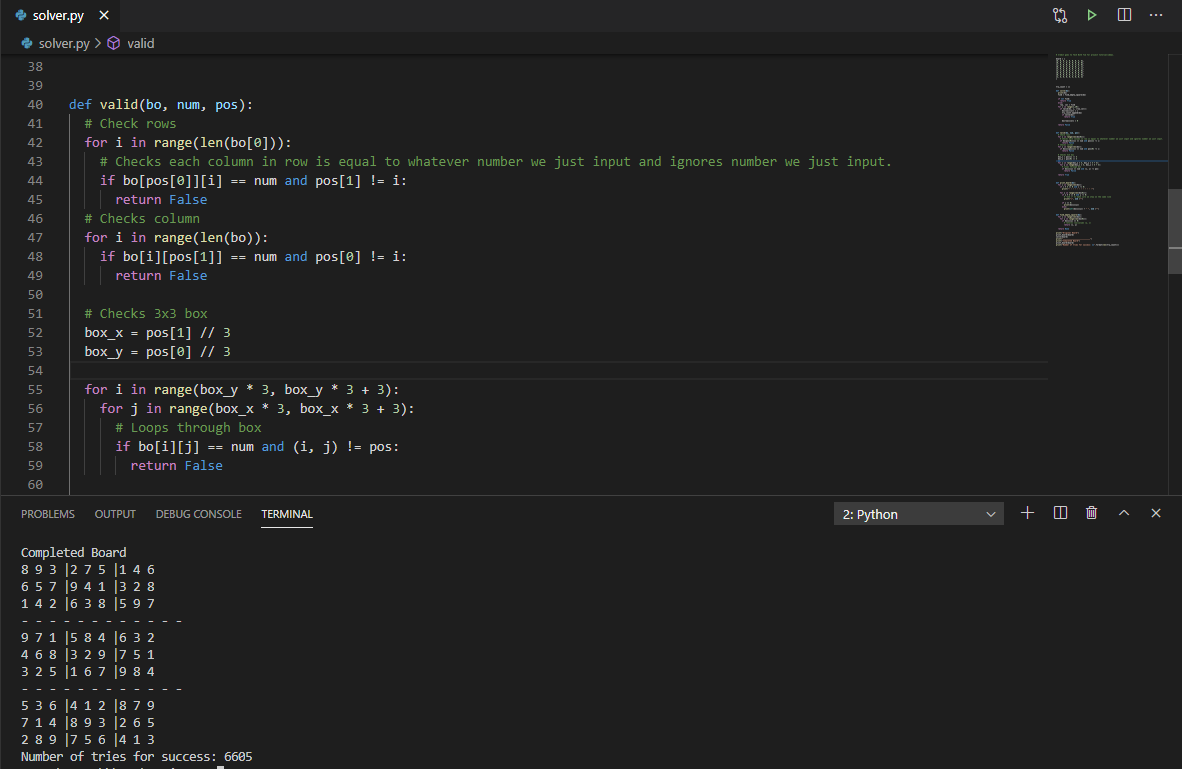 solver.py
solver.py > valid
38
39
40 def valid(bo, num, pos):
41 # Check rows
42 for i in range(len(bo[0])):
43 # Checks each column in row is equal to whatever number we just input and ignores number we just input.
44 if bo[pos[0]][i] == num and pos[1] != i:
45 return False
46 # Checks column
47 for i in range(len(bo)):
48 if bo[i][pos[1]] == num and pos[0] != i:
49 return False
50
51 # Checks 3x3 box
52 box_x = pos[1] // 3
53 box_y = pos[0] // 3
54
55 for i in range(box_y * 3, box_y * 3 + 3):
56 for j in range(box_x * 3, box_x * 3 + 3):
57 # Loops through box
58 if bo[i][j] == num and (i, j) != pos:
59 return False
60
PROBLEMS OUTPUT DEBUG CONSOLE TERMINAL 2: Python
Completed Board
8 9 3 |2 7 5 |1 4 6
6 5 7 |9 4 1 |3 2 8
1 4 2 |6 3 8 |5 9 7
- - - - - - - - - - - -
9 7 1 |5 8 4 |6 3 2
4 6 8 |3 2 9 |7 5 1
3 2 5 |1 6 7 |9 8 4
- - - - - - - - - - - -
5 3 6 |4 1 2 |8 7 9
7 1 4 |8 9 3 |2 6 5
2 8 9 |7 5 6 |4 1 3
Number of tries for success: 6605